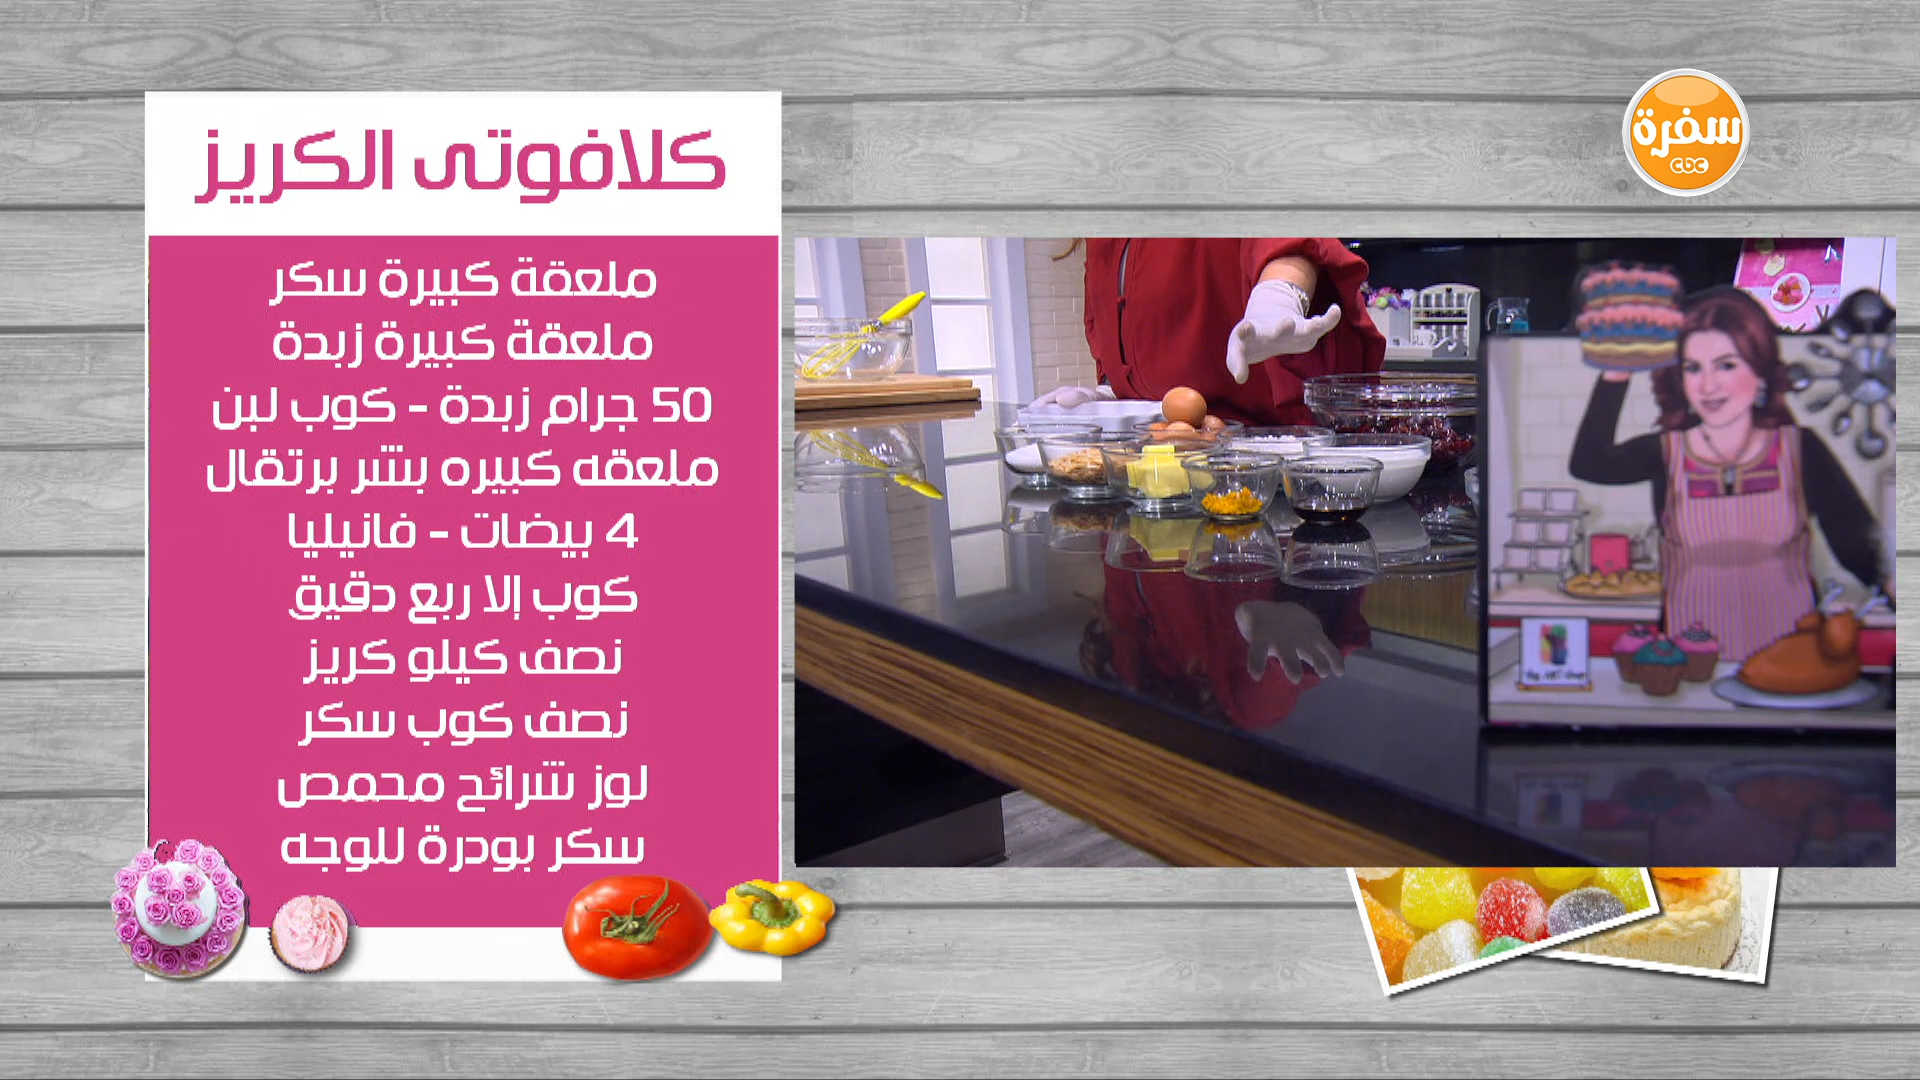 كلافوتى الكريز
ملعقة كبيرة سكر
ملعقة كبيرة زبدة
50 جرام زبدة - كوب لبن
ملعقه كبيره بشر برتقال
4 بيضات - فانيليا
كوب إلا ربع دقيق
نصف كيلو كريز
نصف كوب سكر
لوز شرائح محمص
سكر بودرة للوجه
سفرة
cbc